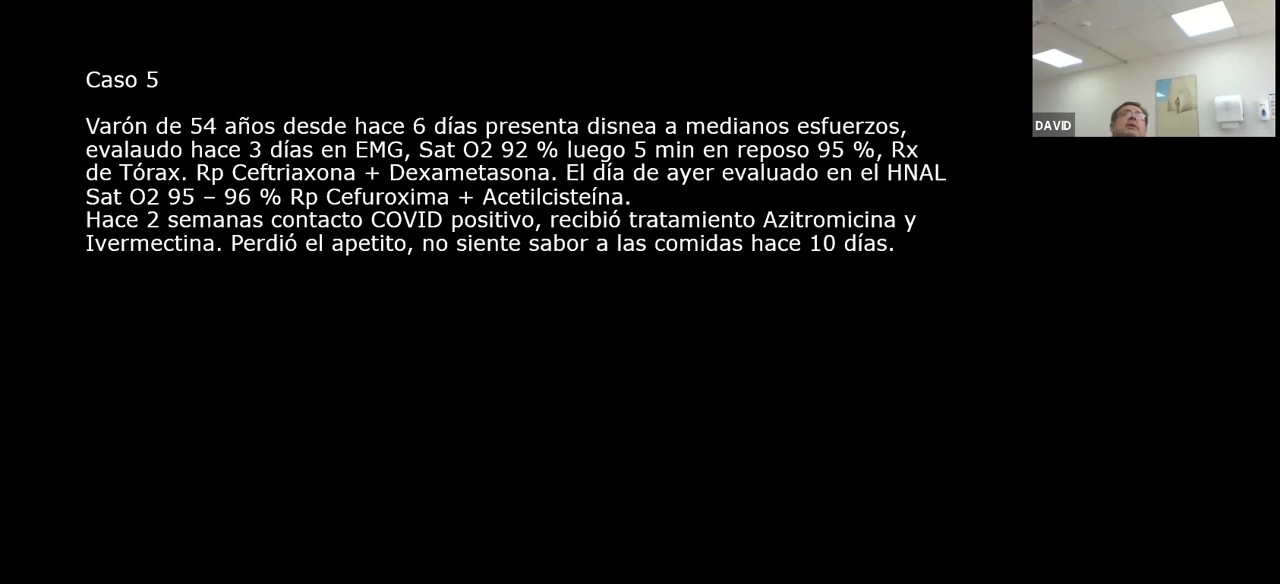 Caso 5
Varón de 54 años desde hace 6 días presenta disnea a medianos esfuerzos,
evalaudo hace 3 días en EMG, Sat O2 92 % luego 5 min en reposo 95 %, Rx
de Tórax. Rp Ceftriaxona + Dexametasona. El día de ayer evaluado en el HNAL
Sat O2 95 – 96 % Rp Cefuroxima + Acetilcisteína.
Hace 2 semanas contacto COVID positivo, recibió tratamiento Azitromicina y
Ivermectina. Perdió el apetito, no siente sabor a las comidas hace 10 días.
DAVID